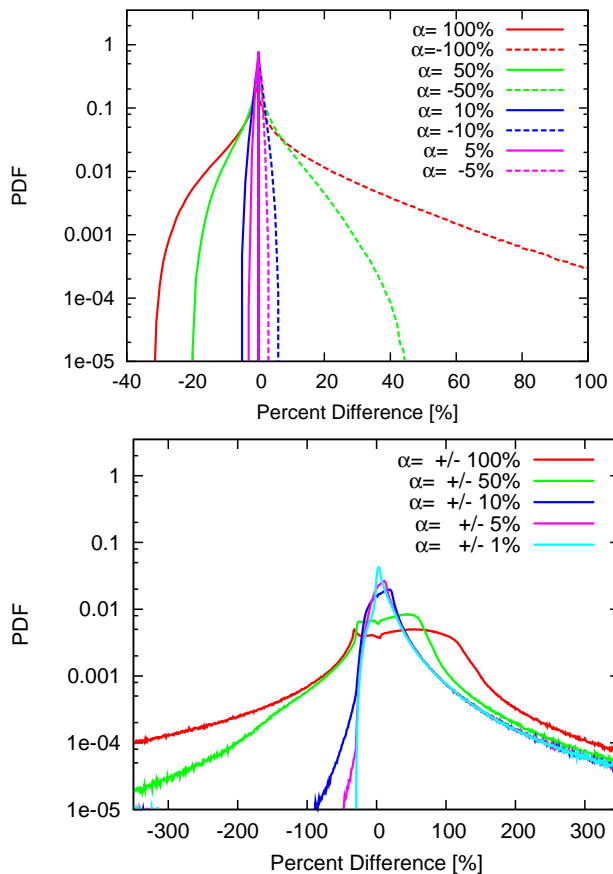 1
0.1
0.01
0.001
1e-04
1e-05
PDF
α= 100%
α=-100%
α= 50%
α= -50%
α= 10%
α= -10%
α= 5%
α= -5%
-40 -20 0 20 40 60 80 100
Percent Difference [%]
1
0.1
0.01
0.001
1e-04
1e-05
PDF
α= +/- 100%
α= +/- 50%
α= +/- 10%
α= +/- 5%
α= +/- 1%
-300 -200 -100 0 100 200 300
Percent Difference [%]